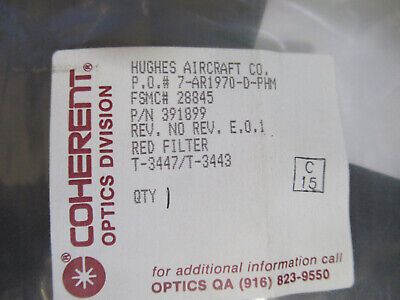 COHERENT®
OPTICS DIVISION
HUGHES AIRCRAFT CO.
P.O.# 7-AR1970-D-PHM
FSMC# 28845
P/N 391899
REV. NO REV. E.O.1
RED FILTER
T-3447/T-3443
QTY 1
C
15
®
for additional information call
OPTICS QA (916) 823-9550